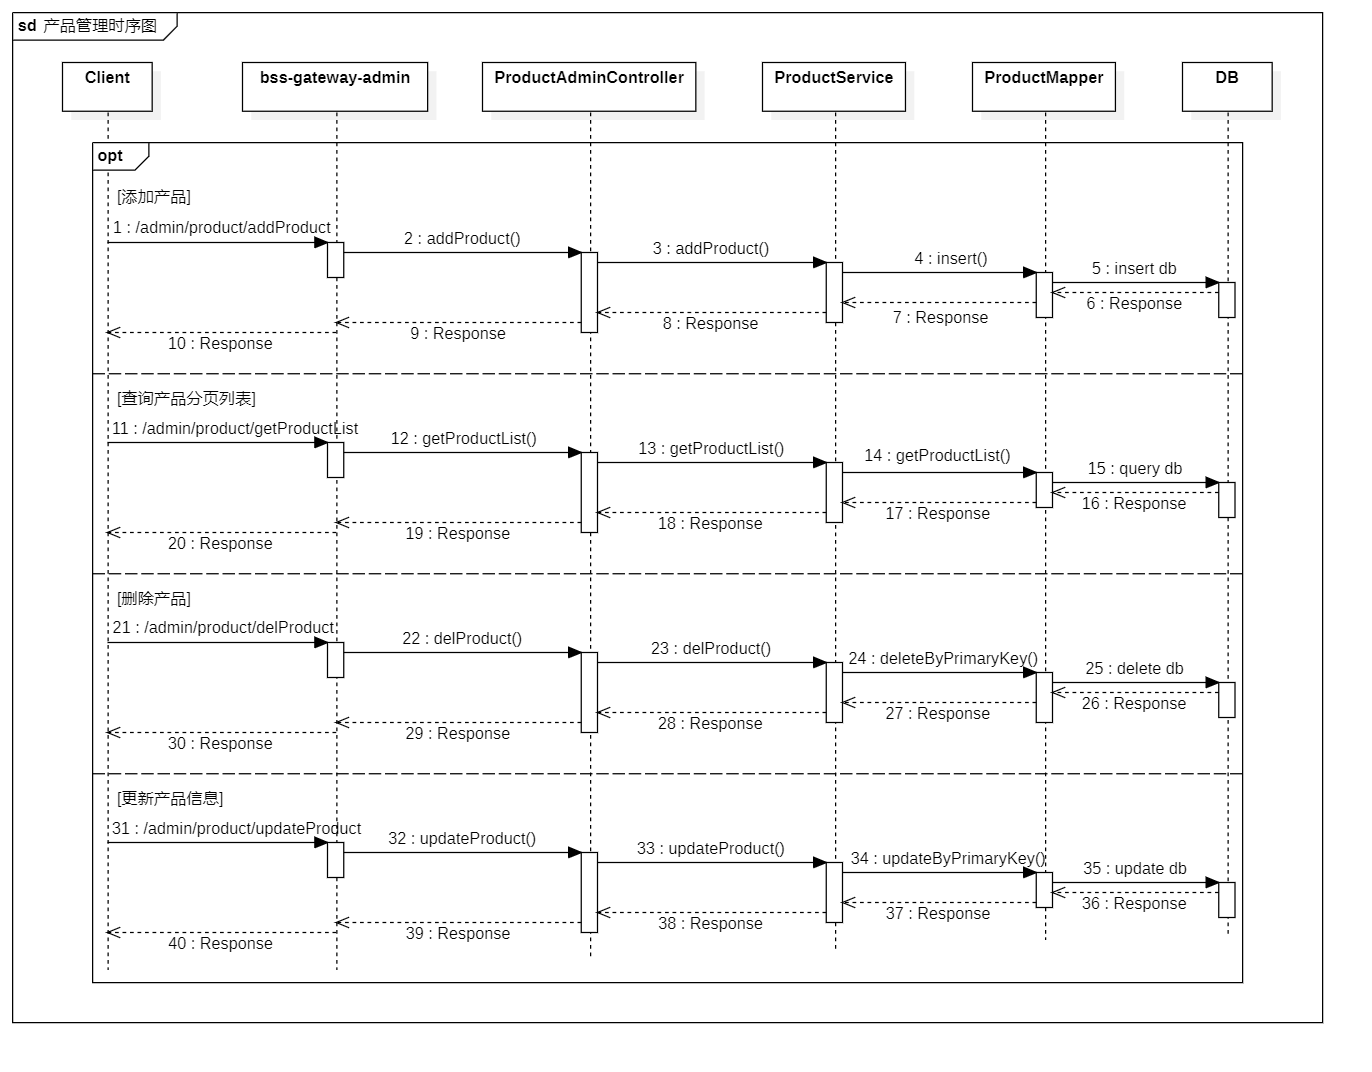 sd 产品管理时序图
Client
bss-gateway-admin
ProductAdminController
ProductService
ProductMapper
DB
opt
[添加产品]
1 : /admin/product/addProduct
2 : addProduct()
3 : addProduct()
4 : insert()
5 : insert db
6 : Response
7 : Response
8 : Response
9 : Response
10 : Response
[查询产品分页列表]
11 : /admin/product/getProductList
12 : getProductList()
13 : getProductList()
14 : getProductList()
15 : query db
16 : Response
17 : Response
18 : Response
19 : Response
20 : Response
[删除产品]
21 : /admin/product/delProduct
22 : delProduct()
23 : delProduct()
24 : deleteByPrimaryKey()
25 : delete db
26 : Response
27 : Response
28 : Response
29 : Response
30 : Response
[更新产品信息]
31 : /admin/product/updateProduct
32 : updateProduct()
33 : updateProduct()
34 : updateByPrimaryKey()
35 : update db
36 : Response
37 : Response
38 : Response
39 : Response
40 : Response